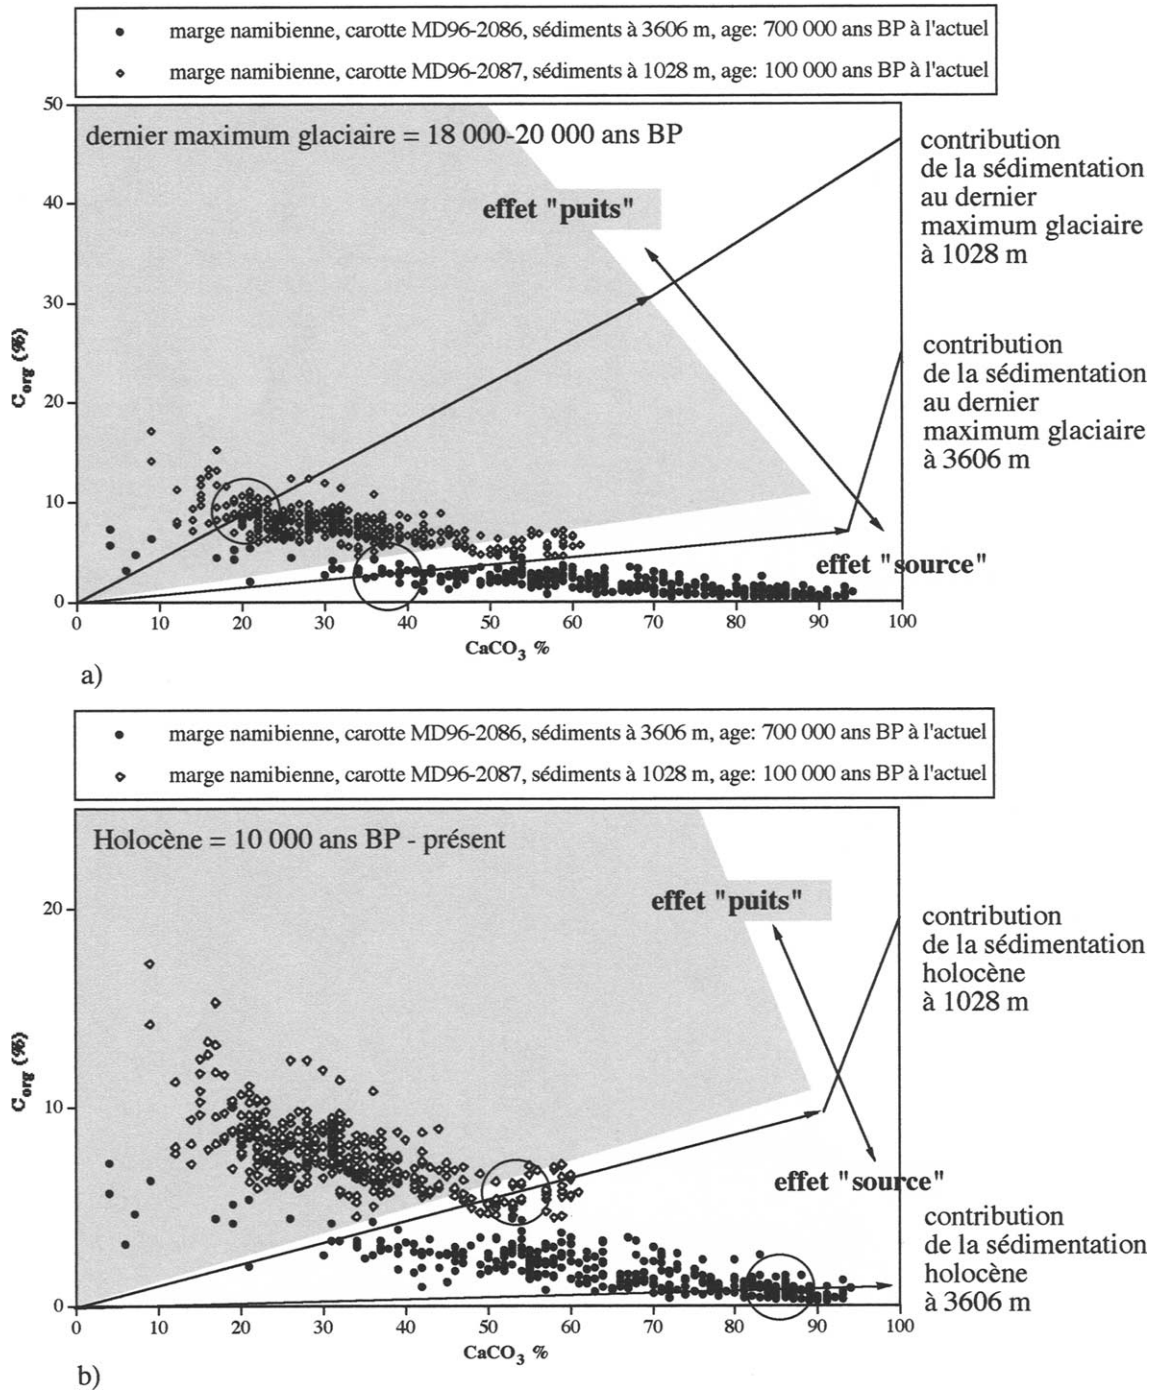 marge namibienne, carotte MD96-2086, sédiments à 3606 m, age: 700 000 ans BP à l'actuel
marge namibienne, carotte MD96-2087, sédiments à 1028 m, age: 100 000 ans BP à l'actuel
dernier maximum glaciaire = 18 000-20 000 ans BP
effet "puits"
effet "source"
contribution
de la sédimentation
au dernier
maximum glaciaire
à 1028 m
contribution
de la sédimentation
au dernier
maximum glaciaire
à 3606 m
50
40
30
20
10
0
Corg (%)
0 10 20 30 40 50 60 70 80 90 100
CaCO3 %
a)
marge namibienne, carotte MD96-2086, sédiments à 3606 m, age: 700 000 ans BP à l'actuel
marge namibienne, carotte MD96-2087, sédiments à 1028 m, age: 100 000 ans BP à l'actuel
Holocène = 10 000 ans BP - présent
effet "puits"
effet "source"
contribution
de la sédimentation
holocène
à 1028 m
contribution
de la sédimentation
holocène
à 3606 m
20
10
0
Corg (%)
0 10 20 30 40 50 60 70 80 90 100
CaCO3 %
b)